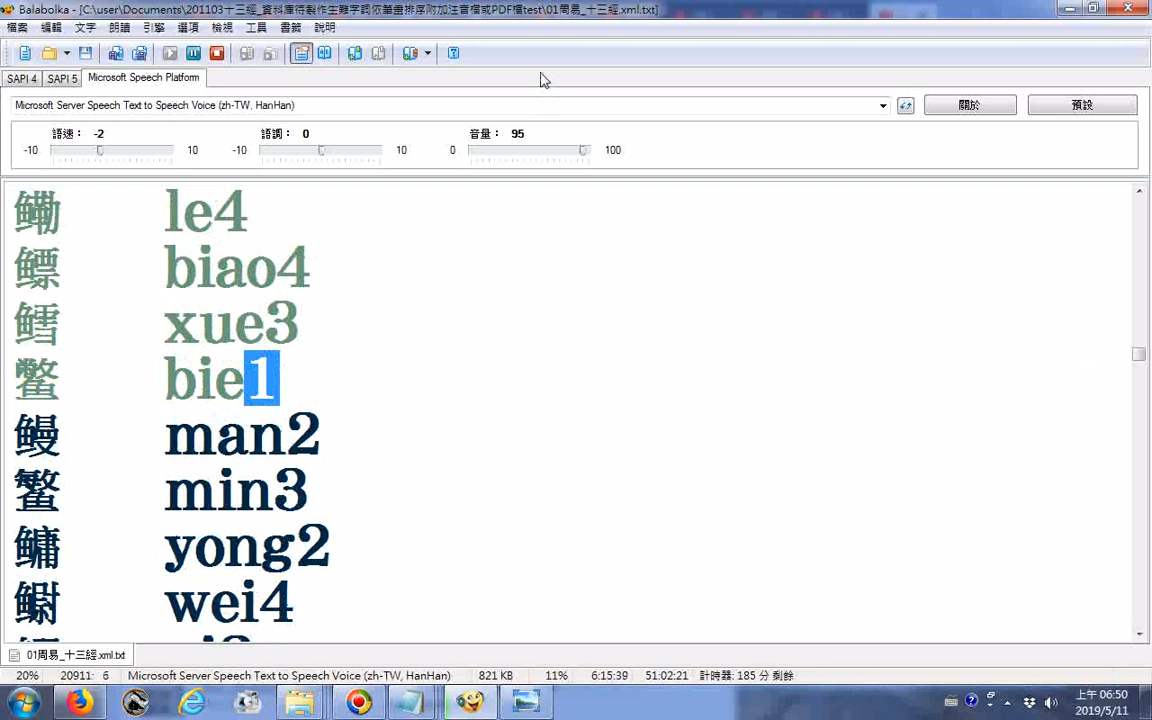 Balabolka - [C:\user\Documents\201103十三經_資料庫待製作生難字詞依筆畫排序附加注音檔或PDF檔test\01周易_十三經.xml.txt]
檔案 編輯 文字 朗讀 引擎 選項 檢視 工具 書籤 說明
SAPI 4 SAPI 5 Microsoft Speech Platform
Microsoft Server Speech Text to Speech Voice (zh-TW, HanHan) 關於 預設
語速： -2 語調： 0 音量： 95
-10 10 -10 10 0 100
鳓 le4
鳔 biao4
鳕 xue3
鳖 bie1
鳗 man2
鳘 min3
鳙 yong2
鳚 wei4
01周易_十三經.xml.txt
20% 20911: 6 Microsoft Server Speech Text to Speech Voice (zh-TW, HanHan) 821 KB 11% 6:15:39 51:02:21 計時器: 185 分 剩餘
上午 06:50
2019/5/11